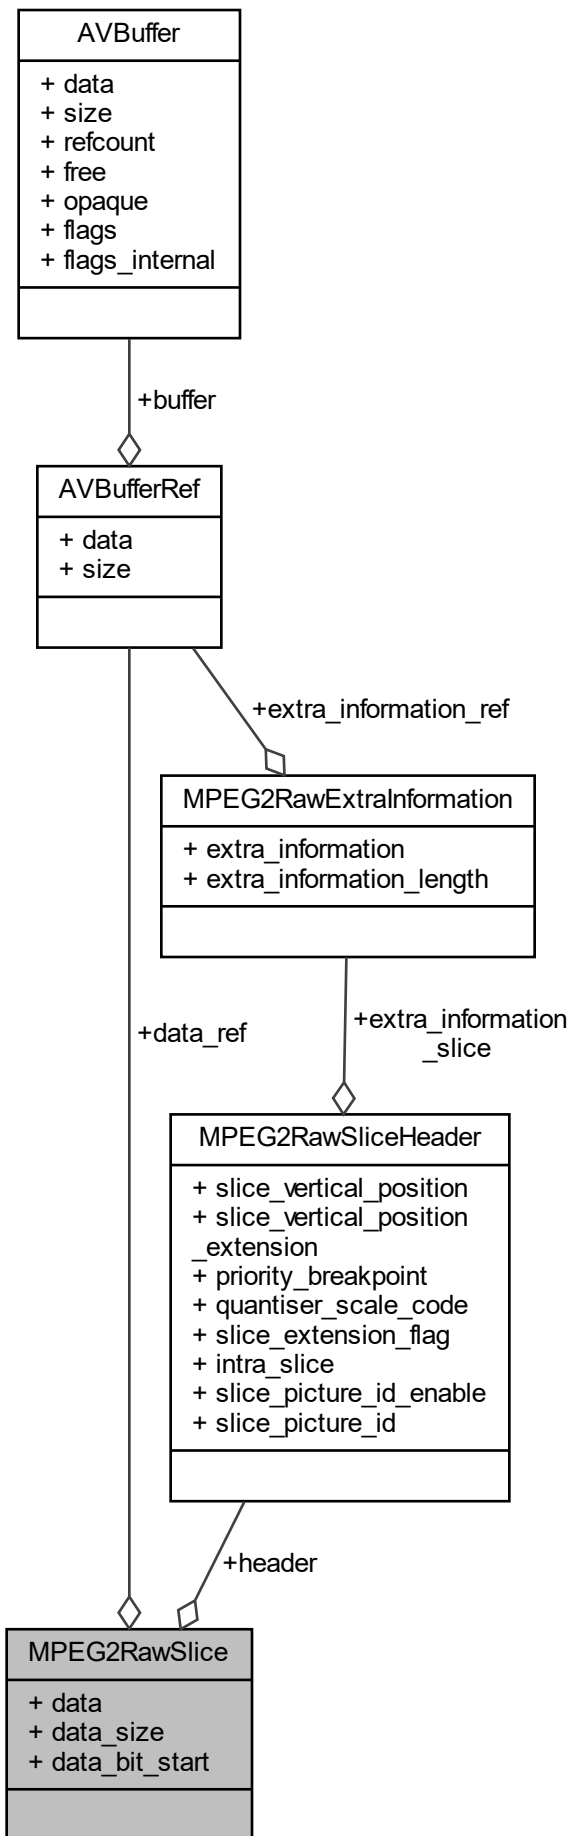 AVBuffer
+ data
+ size
+ refcount
+ free
+ opaque
+ flags
+ flags_internal
+buffer
AVBufferRef
+ data
+ size
+extra_information_ref
MPEG2RawExtraInformation
+ extra_information
+ extra_information_length
+data_ref
+extra_information
_slice
MPEG2RawSliceHeader
+ slice_vertical_position
+ slice_vertical_position
_extension
+ priority_breakpoint
+ quantiser_scale_code
+ slice_extension_flag
+ intra_slice
+ slice_picture_id_enable
+ slice_picture_id
+header
MPEG2RawSlice
+ data
+ data_size
+ data_bit_start